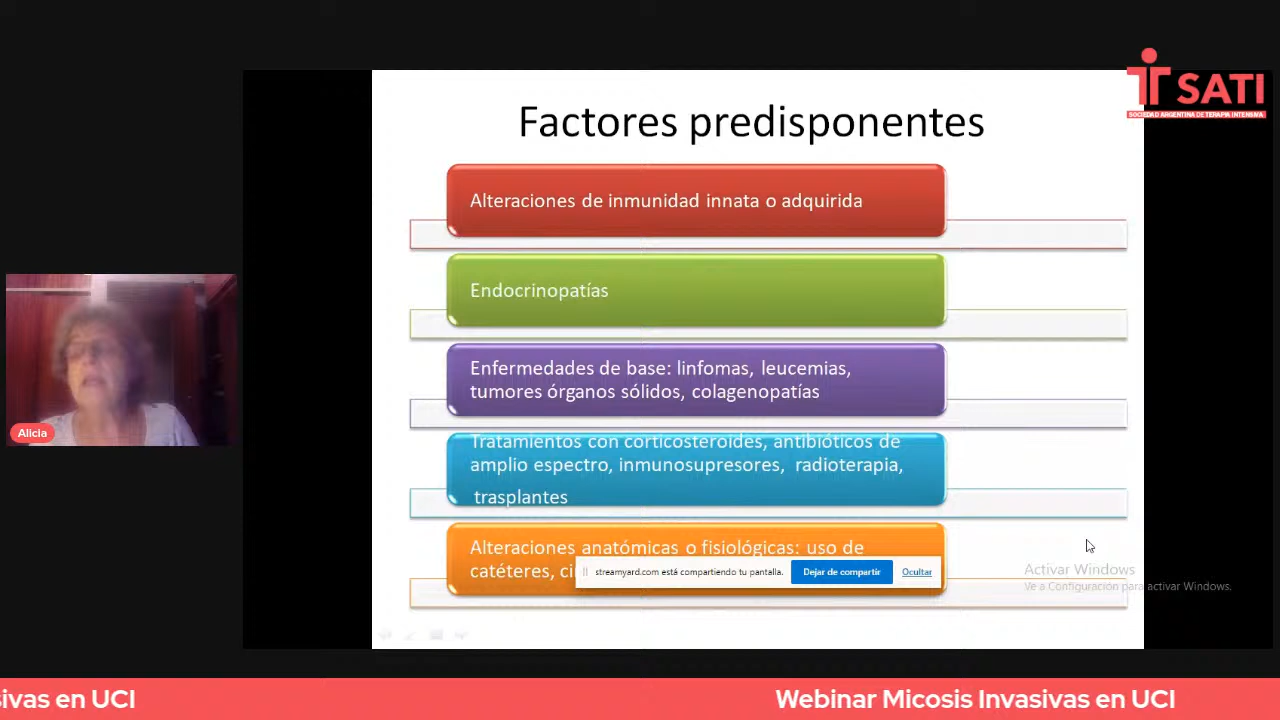 SATI
SOCIEDAD ARGENTINA DE TERAPIA INTENSIVA
Factores predisponentes
Alteraciones de inmunidad innata o adquirida
Endocrinopatías
Enfermedades de base: linfomas, leucemias,
tumores órganos sólidos, colagenopatías
Alicia
Tratamientos con corticosteroides, antibióticos de
amplio espectro, inmunosupresores, radioterapia,
trasplantes
Alteraciones anatómicas o fisiológicas: uso de
catéteres,
streamyard.com está compartiendo tu pantalla.
Dejar de compartir
Ocultar
Activar Windows
Ve a Configuración para activar Windows.
sivas en UCI
Webinar Micosis Invasivas en UCI